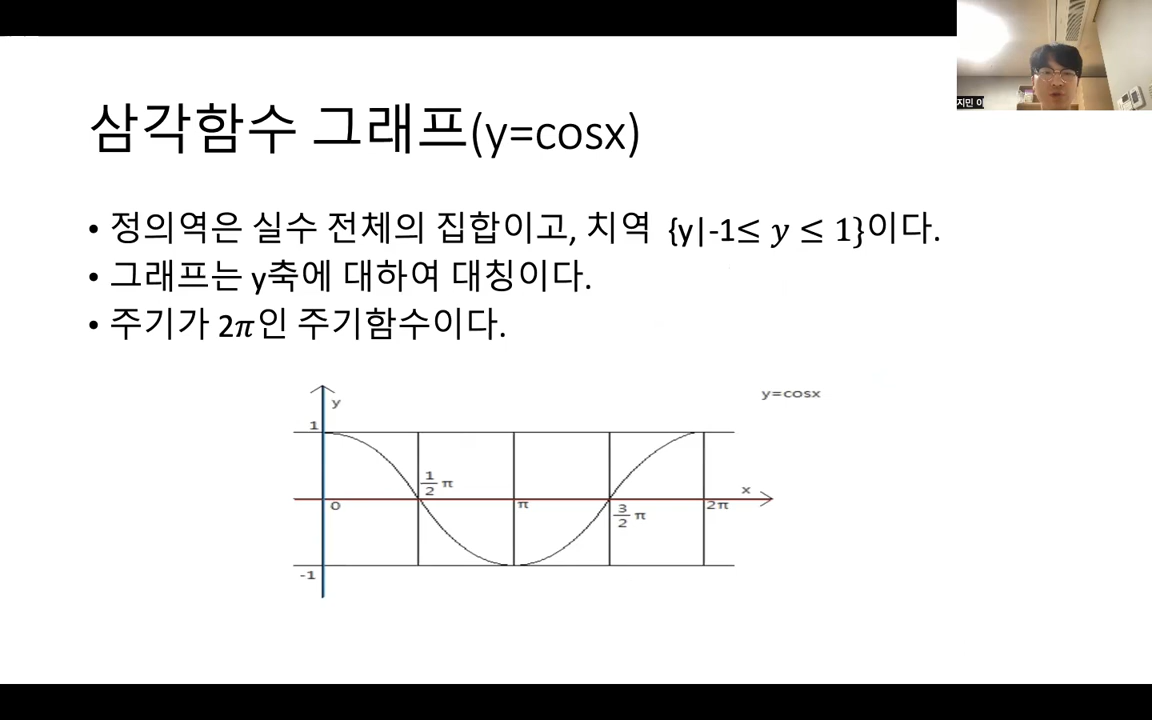 지민 이
삼각함수 그래프(y=cosx)
• 정의역은 실수 전체의 집합이고, 치역 {y|-1≤ y ≤ 1}이다.
• 그래프는 y축에 대하여 대칭이다.
• 주기가 2π인 주기함수이다.
y=cosx
y
1
1/2 π
x
0
π
3/2 π
2π
-1